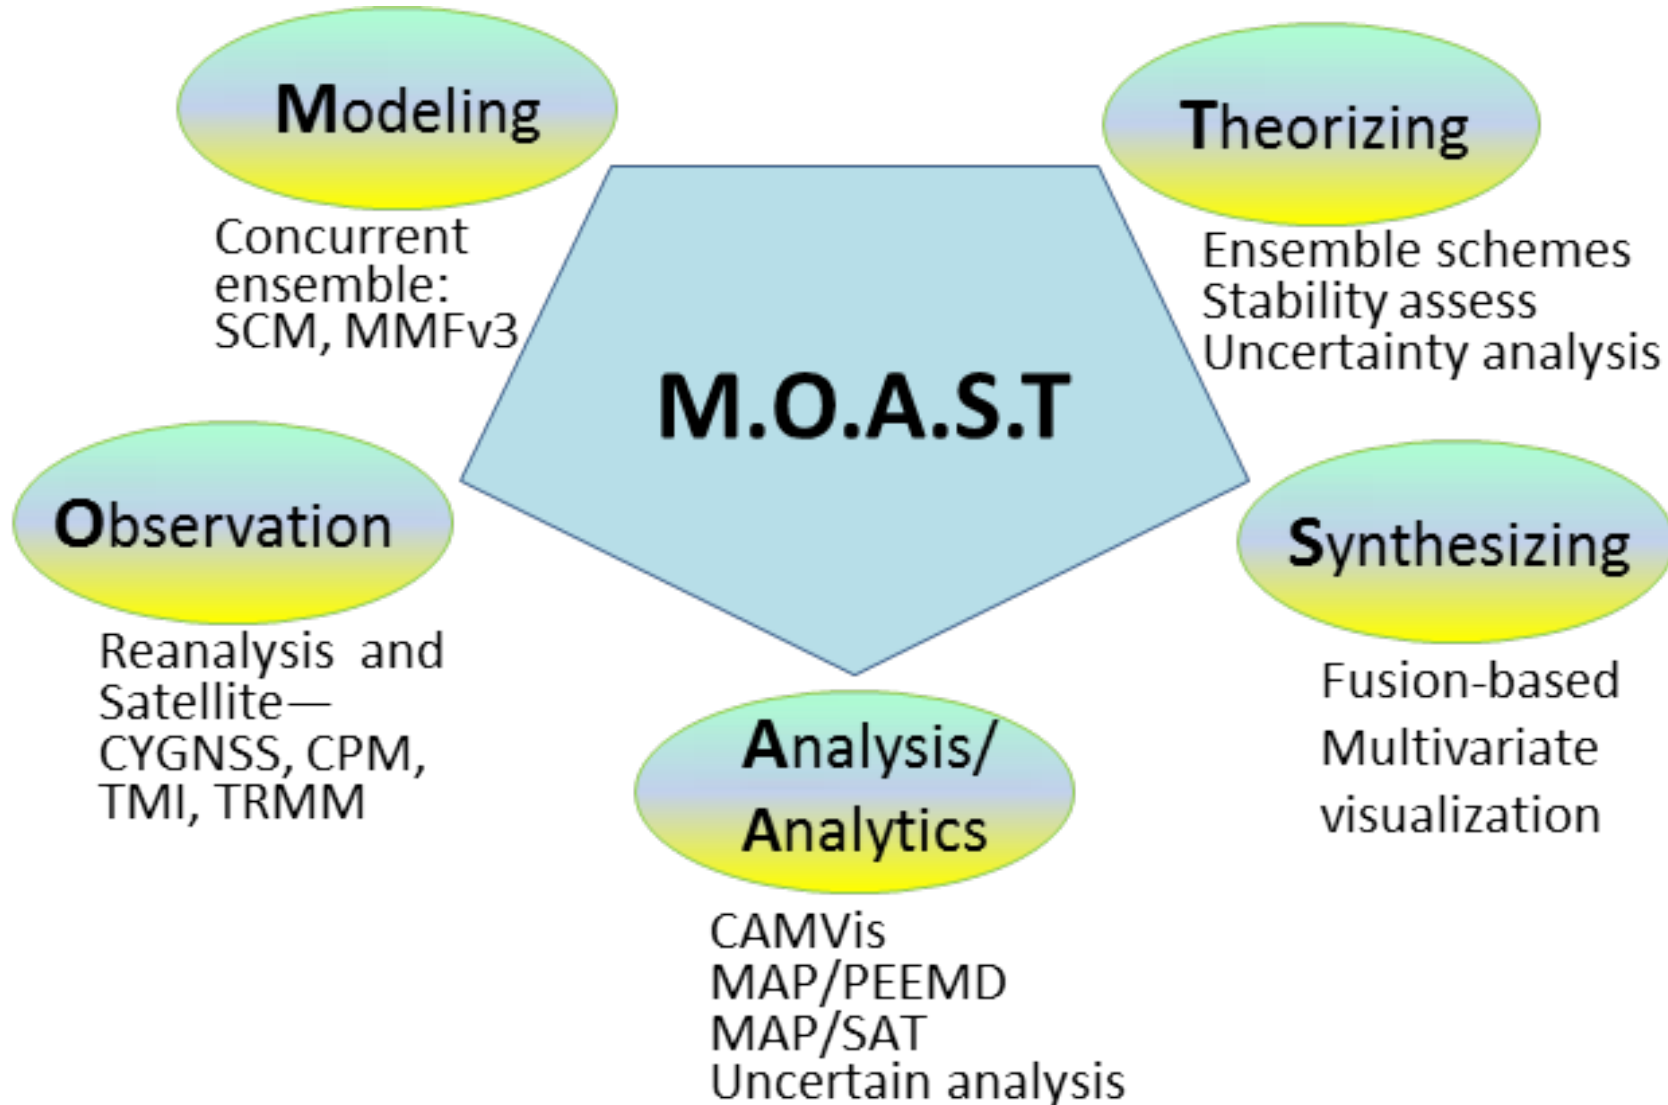 Modeling
Concurrent
ensemble:
SCM, MMFv3
Theorizing
Ensemble schemes
Stability assess
Uncertainty analysis
M.O.A.S.T
Observation
Reanalysis and
Satellite—
CYGNSS, CPM,
TMI, TRMM
Synthesizing
Fusion-based
Multivariate
visualization
Analysis/
Analytics
CAMVis
MAP/PEEMD
MAP/SAT
Uncertain analysis